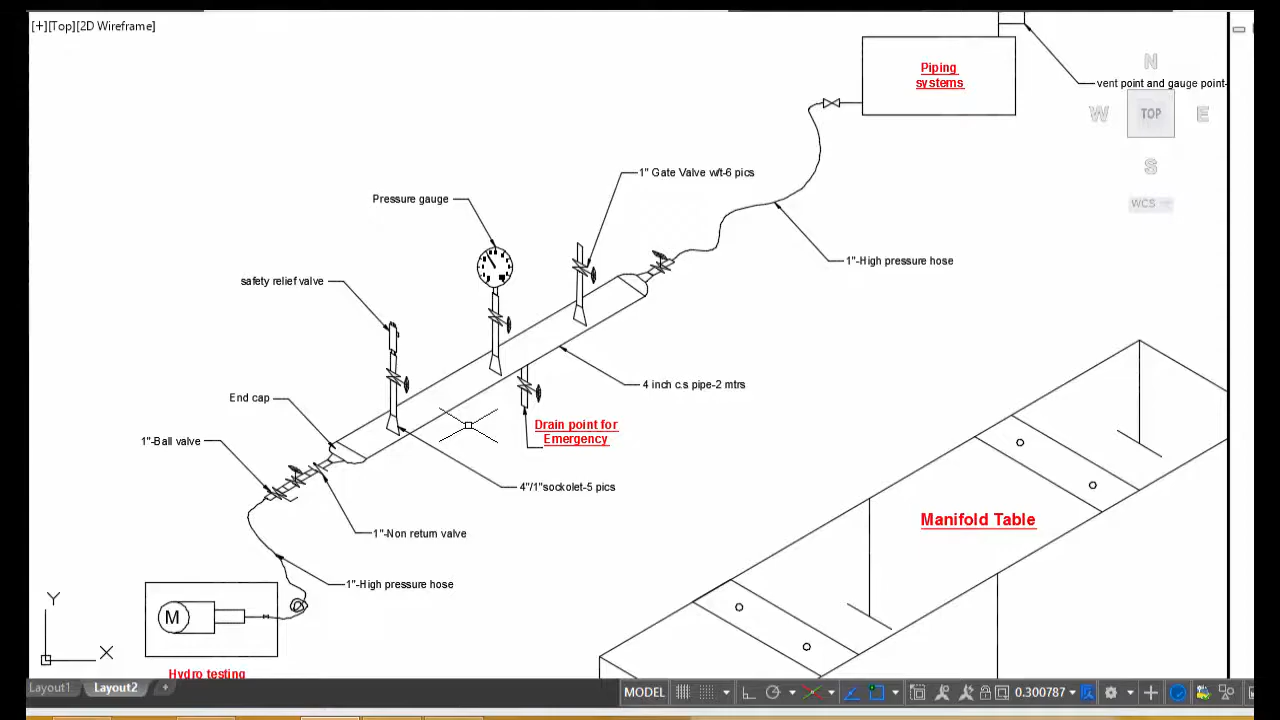 [+][Top][2D Wireframe]
Piping
systems
vent point and gauge point-
N
W
TOP
E
S
WCS
1" Gate Valve w/t-6 pics
Pressure gauge
1"-High pressure hose
safety relief valve
4 inch c.s pipe-2 mtrs
End cap
Drain point for
Emergency
1"-Ball valve
4"/1"sockolet-5 pics
Manifold Table
1"-Non return valve
1"-High pressure hose
M
Y
X
Hydro testing
Layout1
Layout2
+
MODEL
0.300787